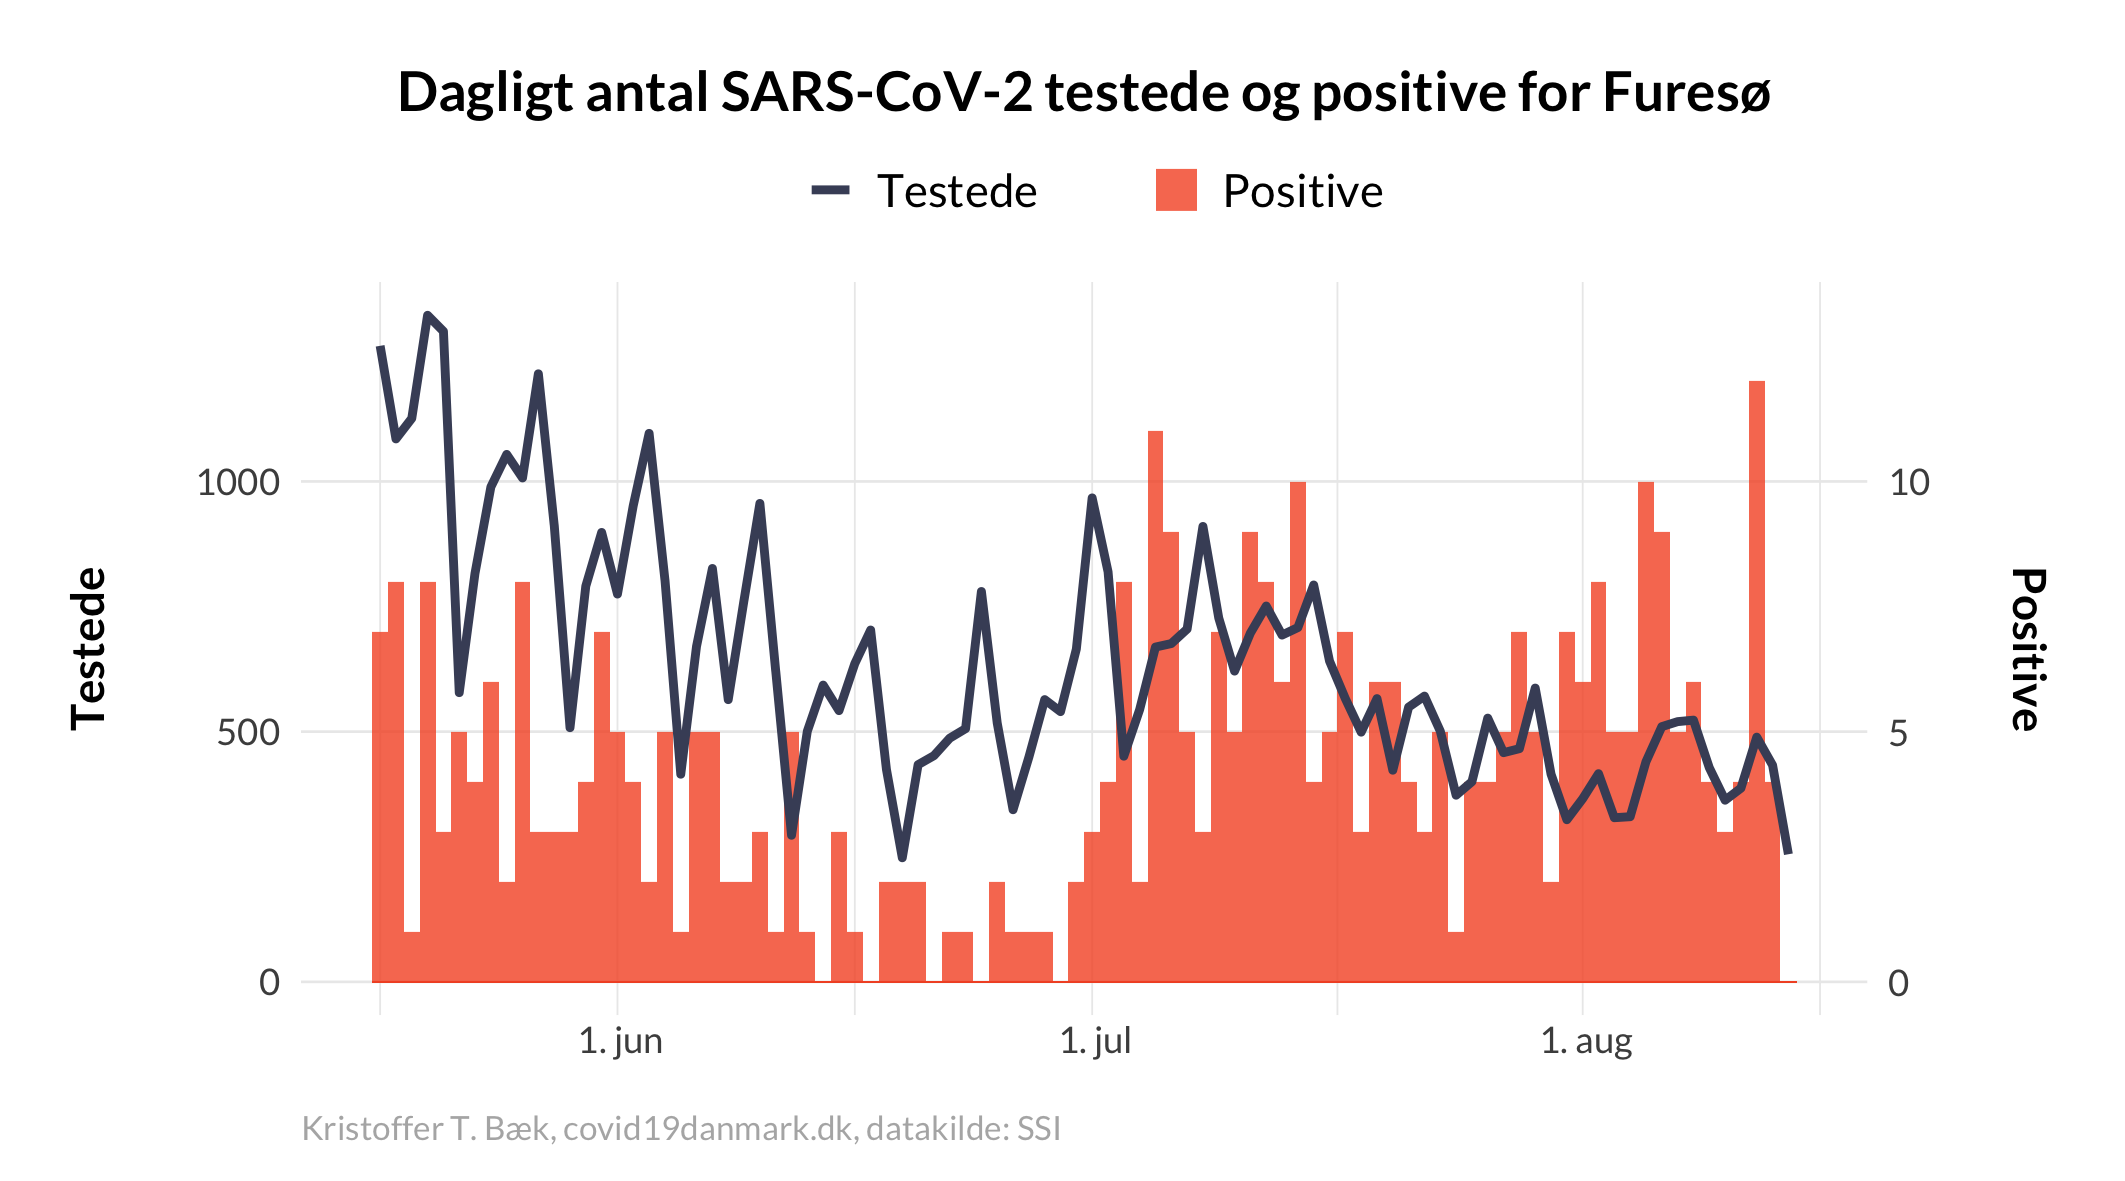 Dagligt antal SARS-CoV-2 testede og positive for Furesø
Testede
Positive
1000
500
0
Testede
10
5
0
Positive
1. jun
1. jul
1. aug
Kristoffer T. Bæk, covid19danmark.dk, datakilde: SSI